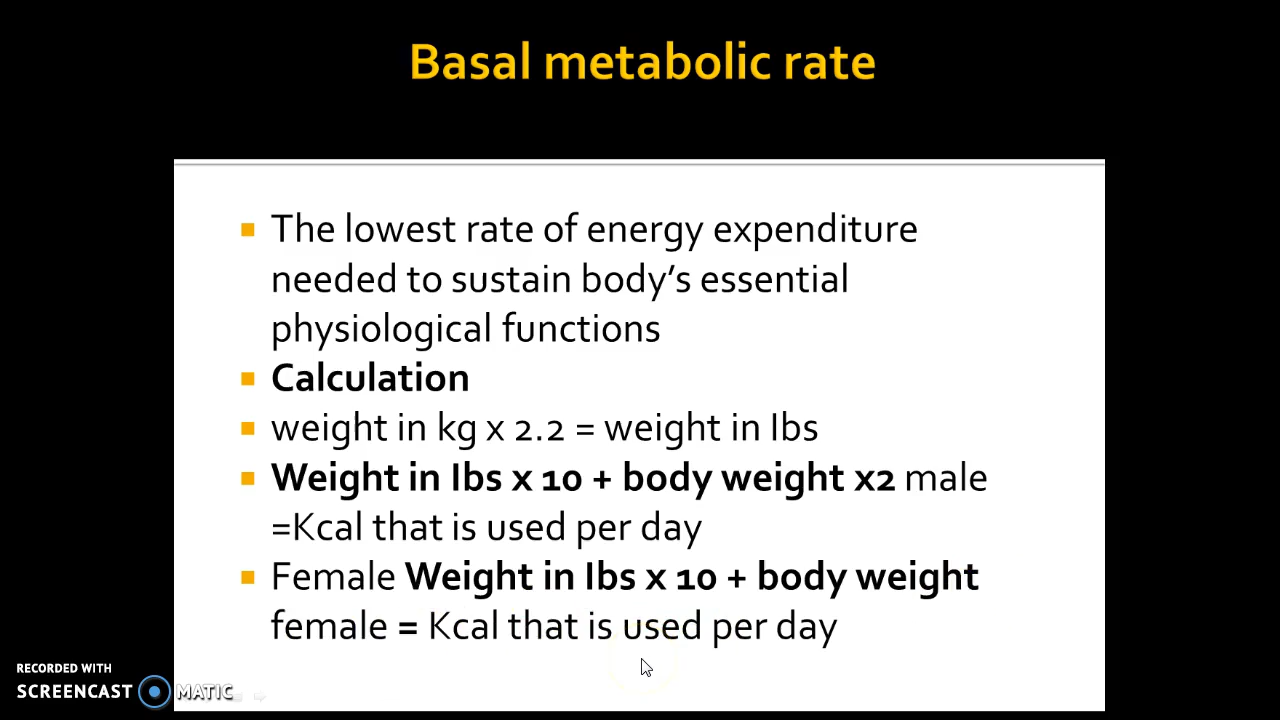 Basal metabolic rate
The lowest rate of energy expenditure
needed to sustain body's essential
physiological functions
Calculation
weight in kg x 2.2 = weight in Ibs
Weight in Ibs x 10 + body weight x2 male
=Kcal that is used per day
Female Weight in Ibs x 10 + body weight
female = Kcal that is used per day
RECORDED WITH
SCREENCAST MATIC